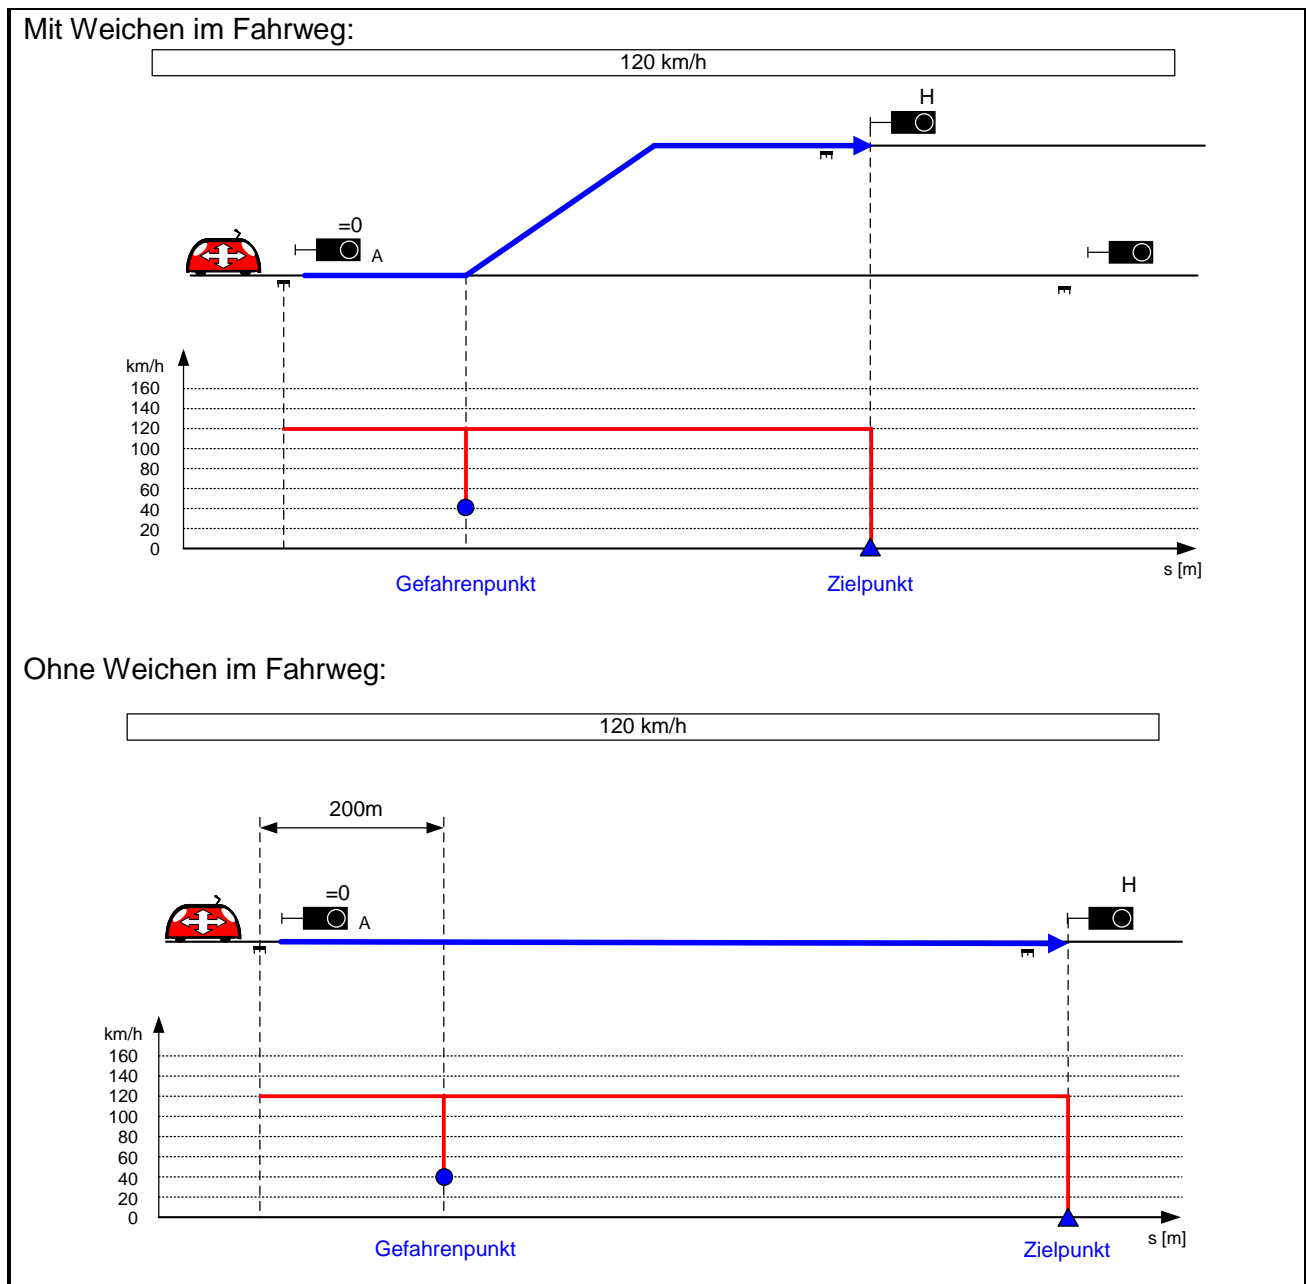 Mit Weichen im Fahrweg:
120 km/h
H
=0
A
km/h
160
140
120
100
80
60
40
20
0
s [m]
Gefahrenpunkt
Zielpunkt
Ohne Weichen im Fahrweg:
120 km/h
200m
=0
A
H
km/h
160
140
120
100
80
60
40
20
0
s [m]
Gefahrenpunkt
Zielpunkt